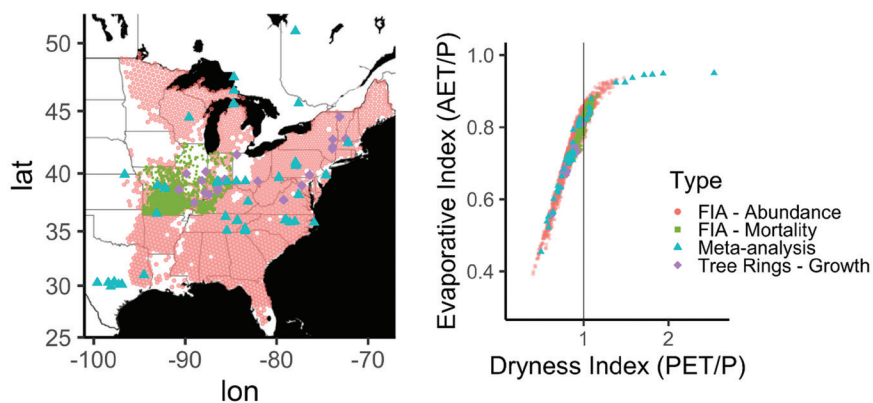 50
45
40
35
30
25
lat
-100
-90
-80
-70
lon
Evaporative Index (AET/P)
1.0
0.8
0.6
0.4
1
2
Dryness Index (PET/P)
Type
FIA - Abundance
FIA - Mortality
Meta-analysis
Tree Rings - Growth